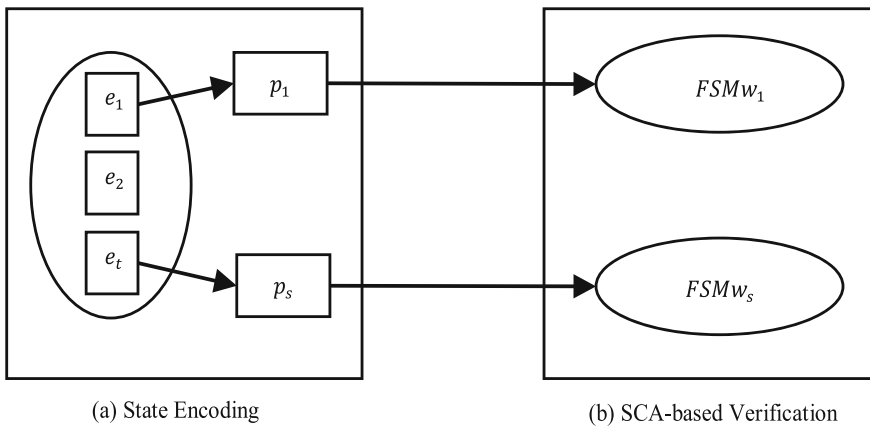 e₁
p₁
FSMw₁
e₂
eₜ
pₛ
FSMwₛ
(a) State Encoding
(b) SCA-based Verification